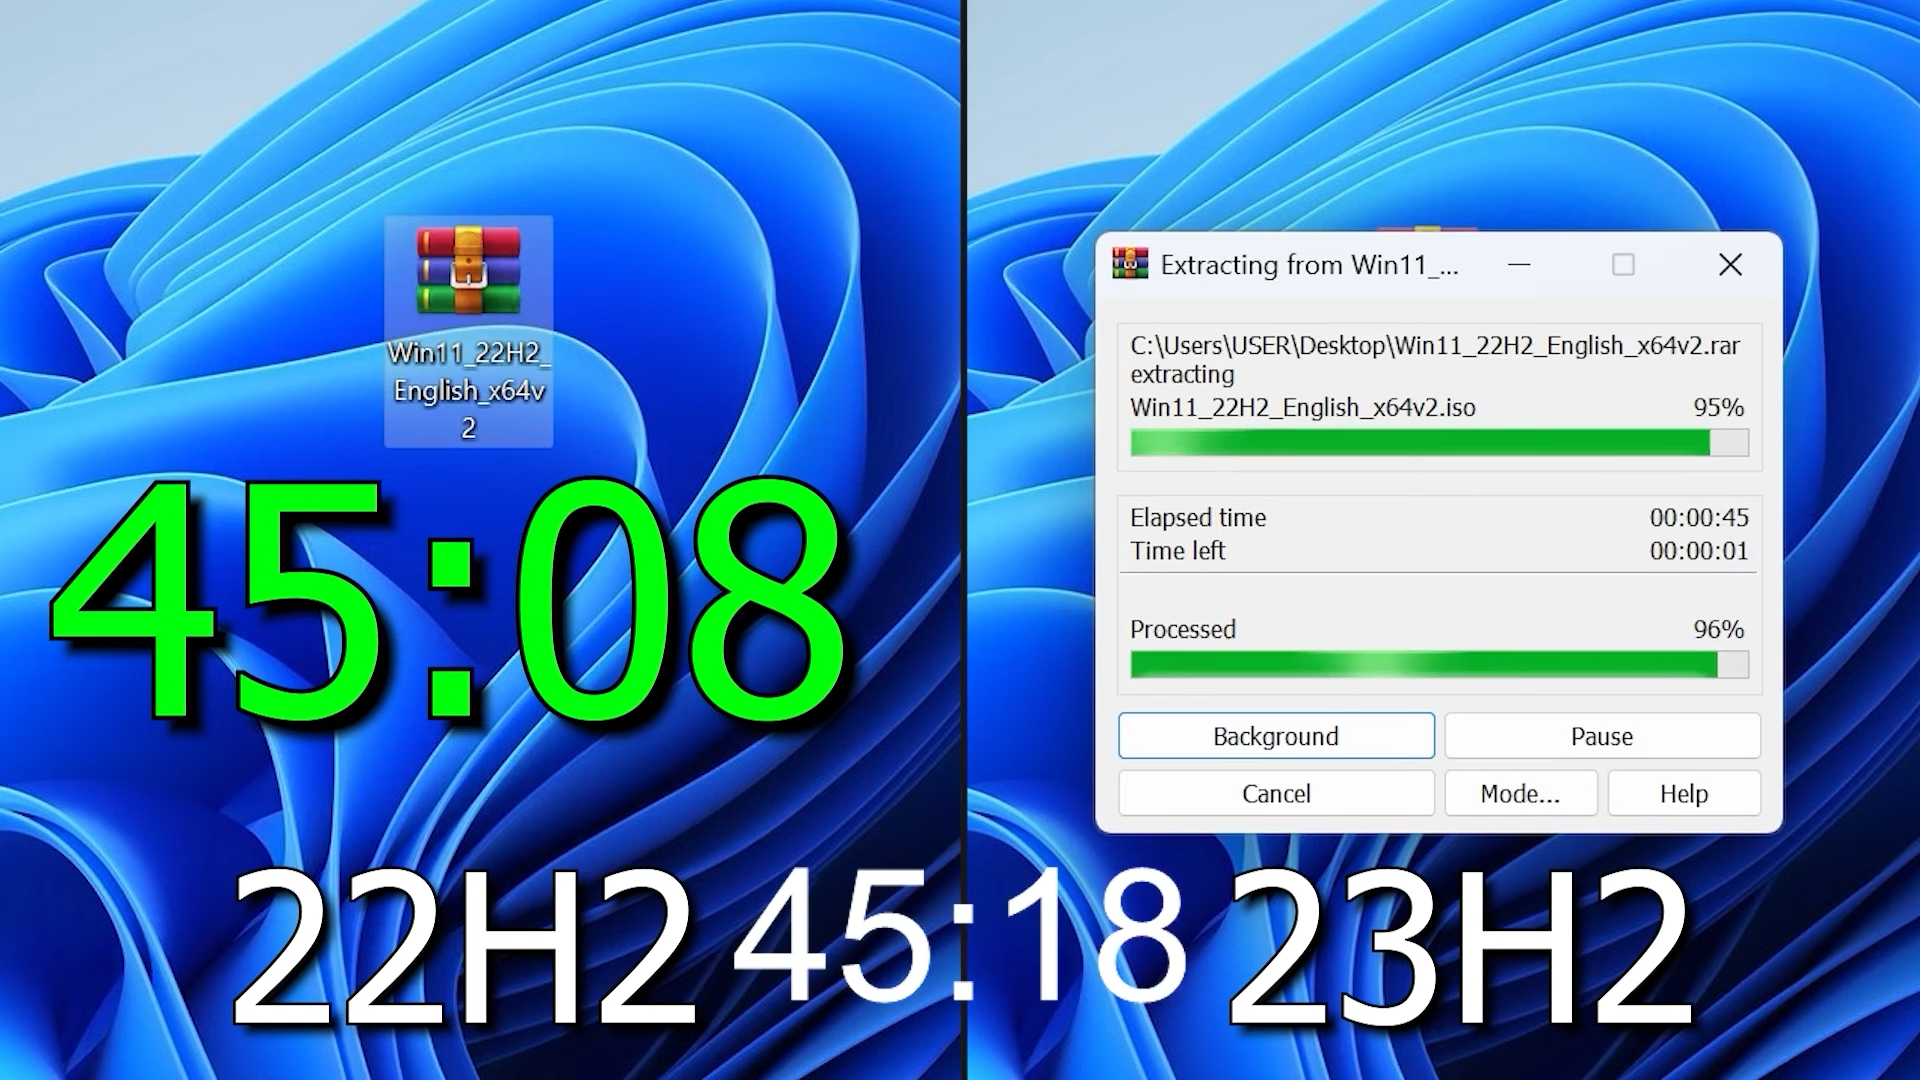 Win11_22H2_
English_x64v
2
45:08
22H2
45:18
Extracting from Win11_...
C:\Users\USER\Desktop\Win11_22H2_English_x64v2.rar
extracting
Win11_22H2_English_x64v2.iso 95%
Elapsed time 00:00:45
Time left 00:00:01
Processed 96%
Background Pause
Cancel Mode... Help
23H2